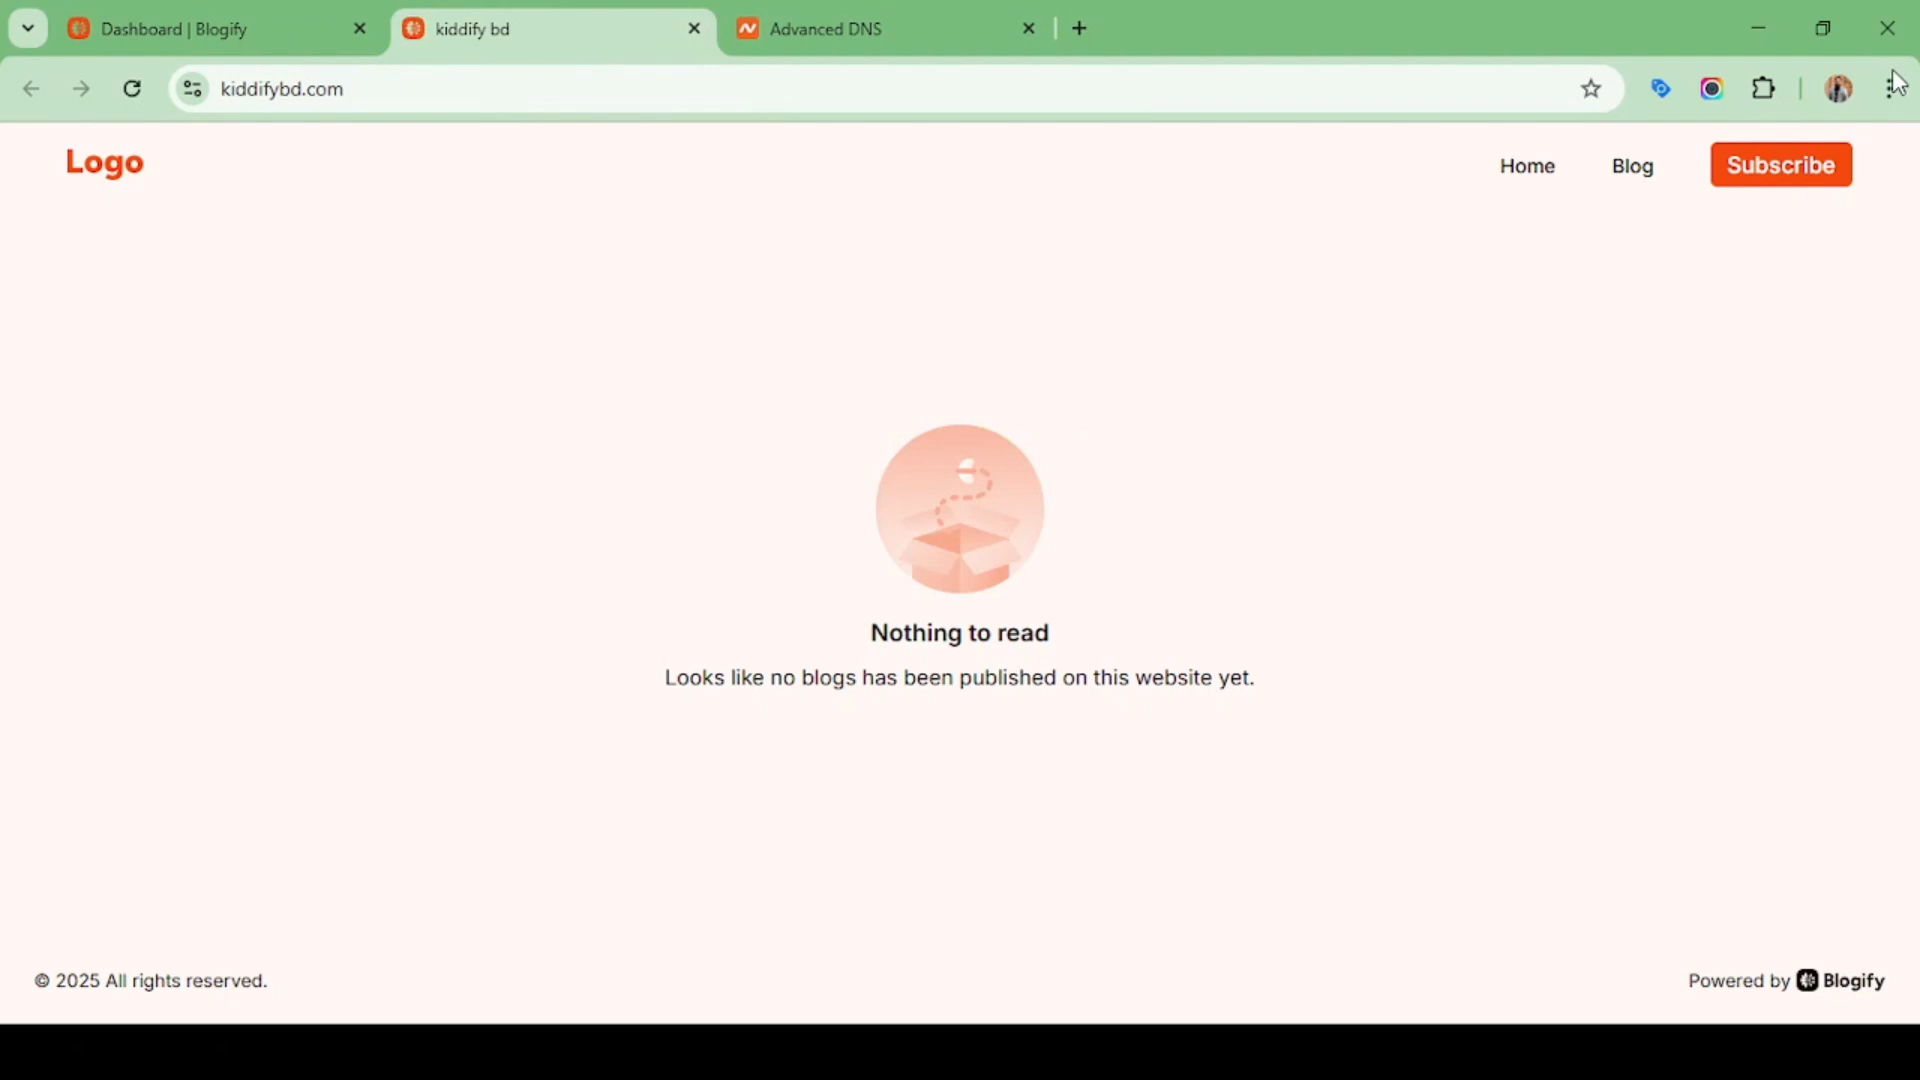 Dashboard | Blogify
kiddify bd
Advanced DNS
kiddifybd.com
Logo
Home
Blog
Subscribe
Nothing to read
Looks like no blogs has been published on this website yet.
© 2025 All rights reserved.
Powered by Blogify